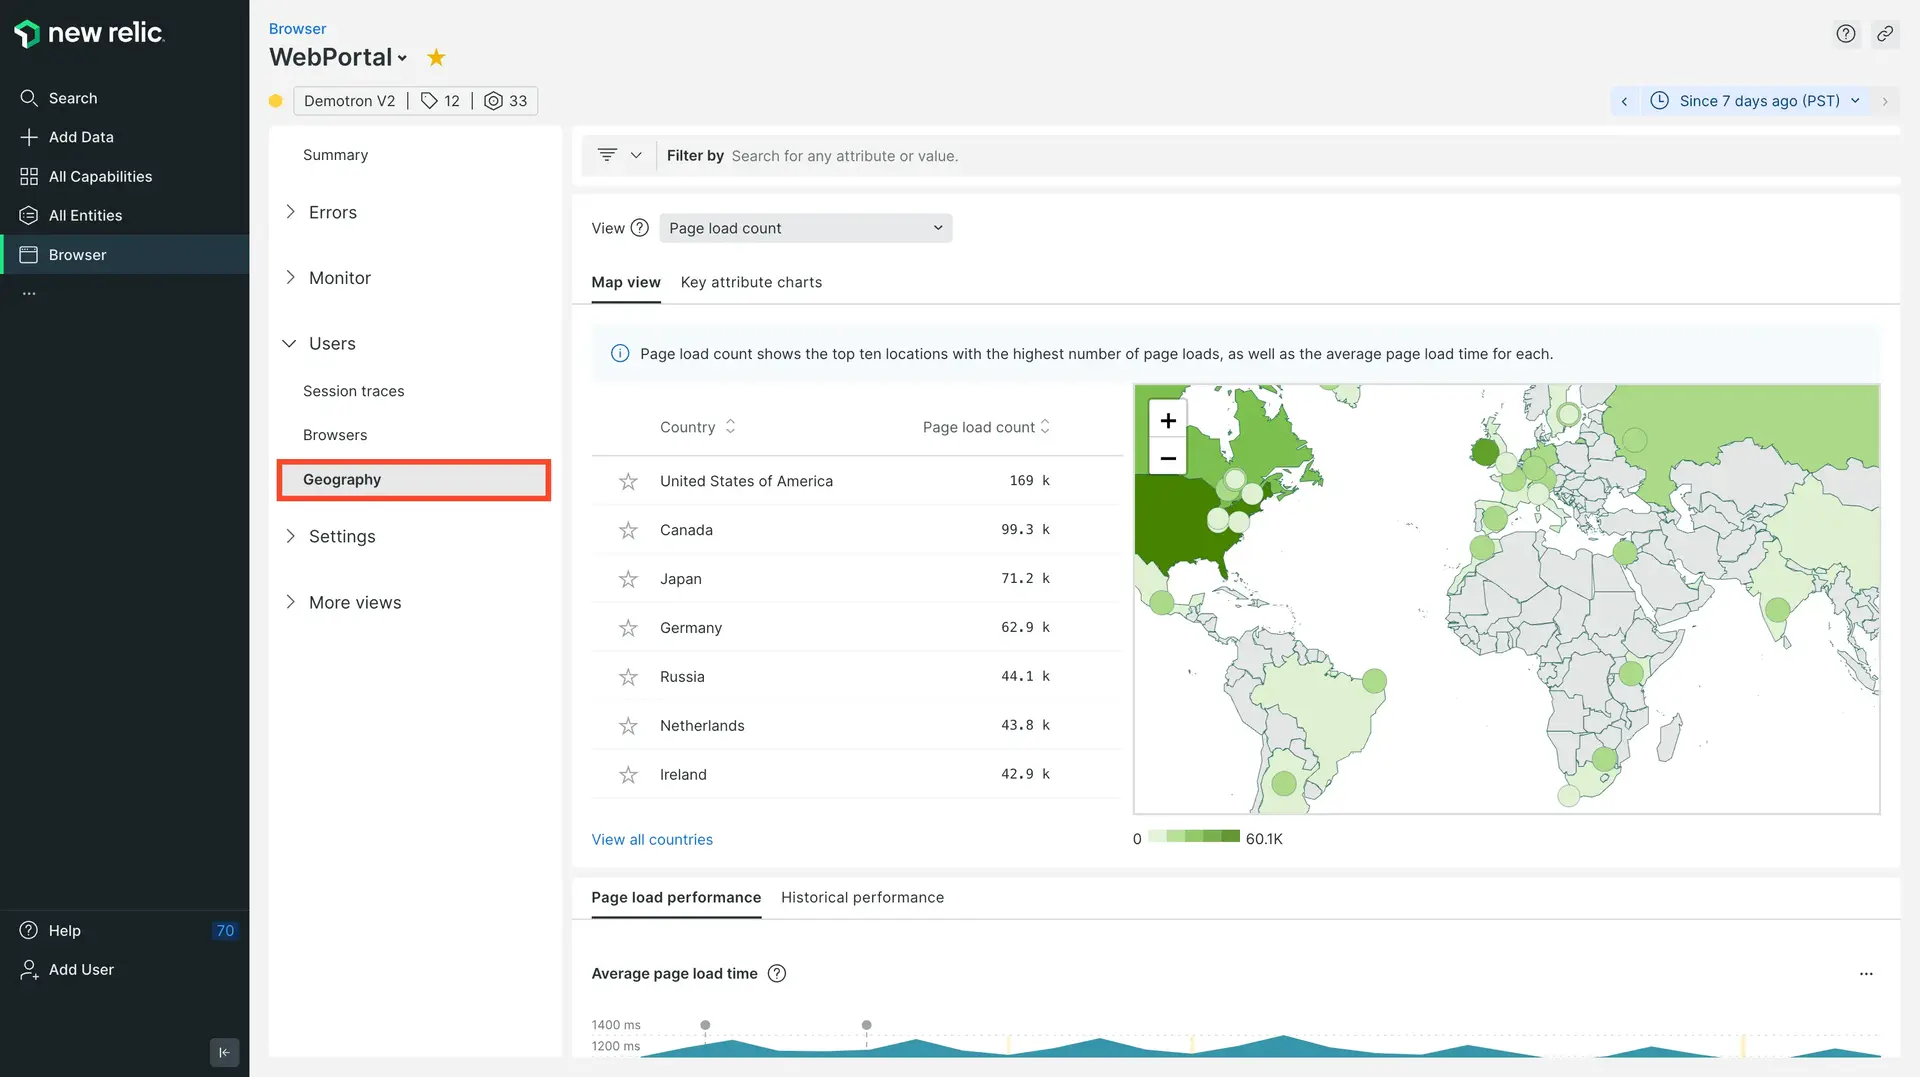 new relic.
Search
Add Data
All Capabilities
All Entities
Browser
...
Help 70
Add User
Browser
WebPortal
Demotron V2 | 12 | 33
Since 7 days ago (PST)
Summary
Errors
Monitor
Users
Session traces
Browsers
Geography
Settings
More views
Filter by Search for any attribute or value.
View ? Page load count
Map view Key attribute charts
Page load count shows the top ten locations with the highest number of page loads, as well as the average page load time for each.
Country Page load count
United States of America 169 k
Canada 99.3 k
Japan 71.2 k
Germany 62.9 k
Russia 44.1 k
Netherlands 43.8 k
Ireland 42.9 k
View all countries
+
−
0 60.1K
Page load performance Historical performance
Average page load time ?
...
1400 ms
1200 ms